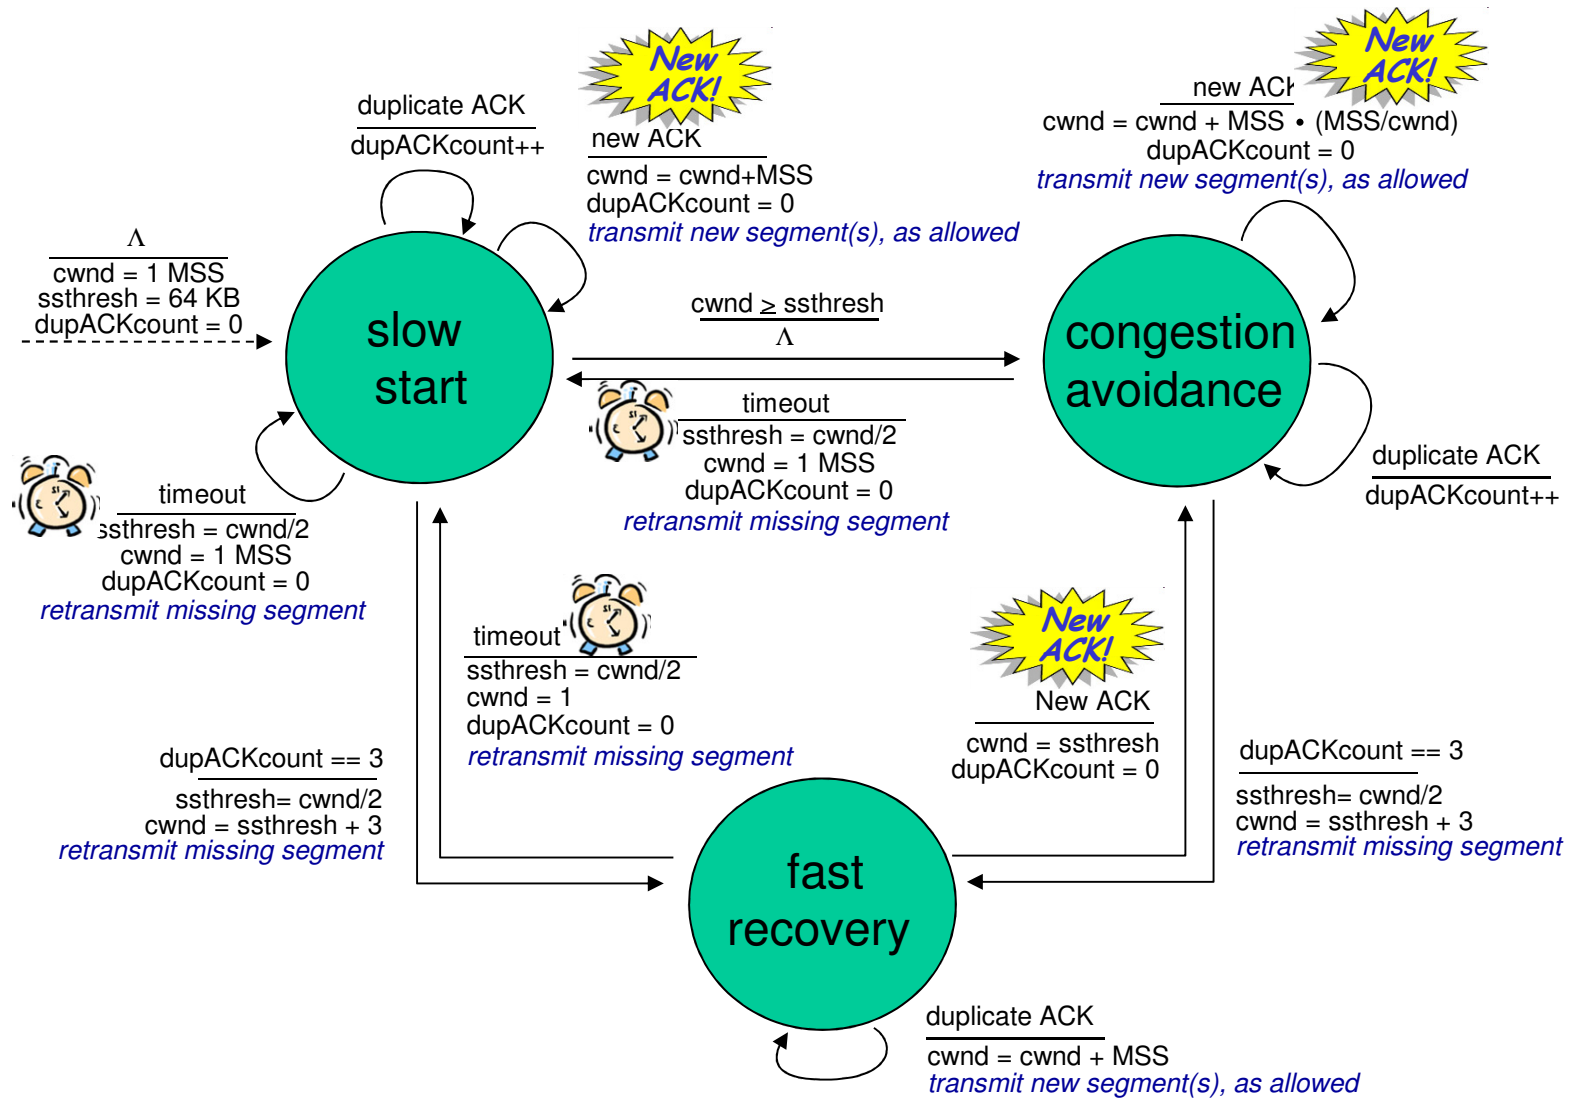 New
ACK!
duplicate ACK
dupACKcount++
new ACK
cwnd = cwnd+MSS
dupACKcount = 0
transmit new segment(s), as allowed
New
ACK!
new ACK
cwnd = cwnd + MSS • (MSS/cwnd)
dupACKcount = 0
transmit new segment(s), as allowed
Λ
cwnd = 1 MSS
ssthresh = 64 KB
dupACKcount = 0
slow
start
cwnd ≥ ssthresh
Λ
congestion
avoidance
timeout
ssthresh = cwnd/2
cwnd = 1 MSS
dupACKcount = 0
retransmit missing segment
duplicate ACK
dupACKcount++
timeout
ssthresh = cwnd/2
cwnd = 1 MSS
dupACKcount = 0
retransmit missing segment
timeout
ssthresh = cwnd/2
cwnd = 1
dupACKcount = 0
retransmit missing segment
New
ACK!
New ACK
cwnd = ssthresh
dupACKcount = 0
dupACKcount == 3
ssthresh= cwnd/2
cwnd = ssthresh + 3
retransmit missing segment
dupACKcount == 3
ssthresh= cwnd/2
cwnd = ssthresh + 3
retransmit missing segment
fast
recovery
duplicate ACK
cwnd = cwnd + MSS
transmit new segment(s), as allowed